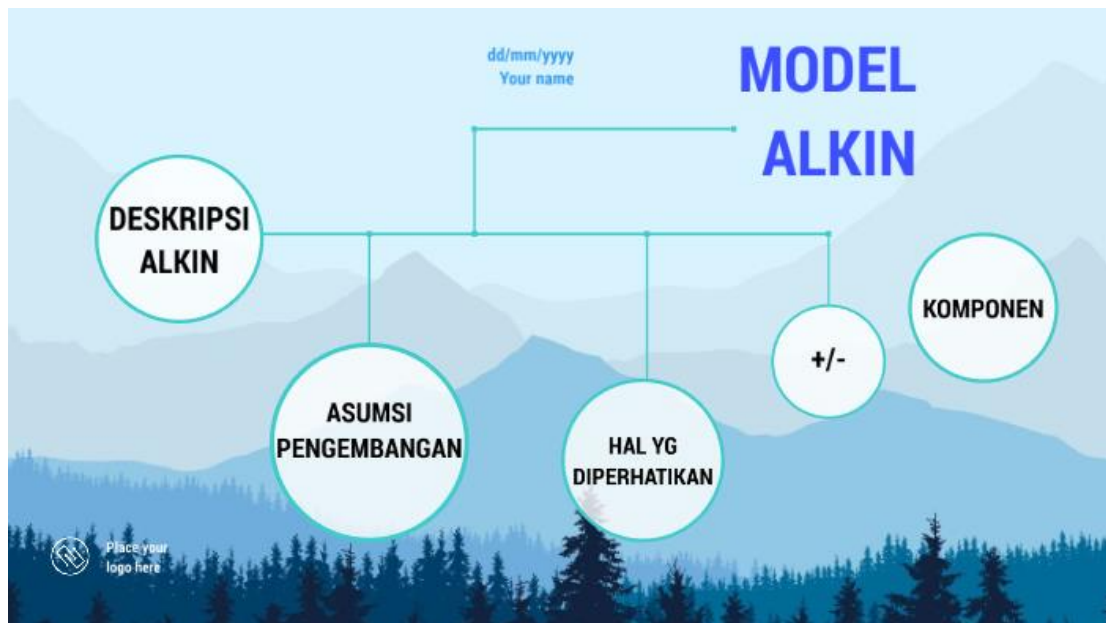 dd/mm/yyyy
Your name
MODEL
ALKIN
DESKRIPSI
ALKIN
ASUMSI
PENGEMBANGAN
HAL YG
DIPERHATIKAN
+/-
KOMPONEN
Place your
logo here